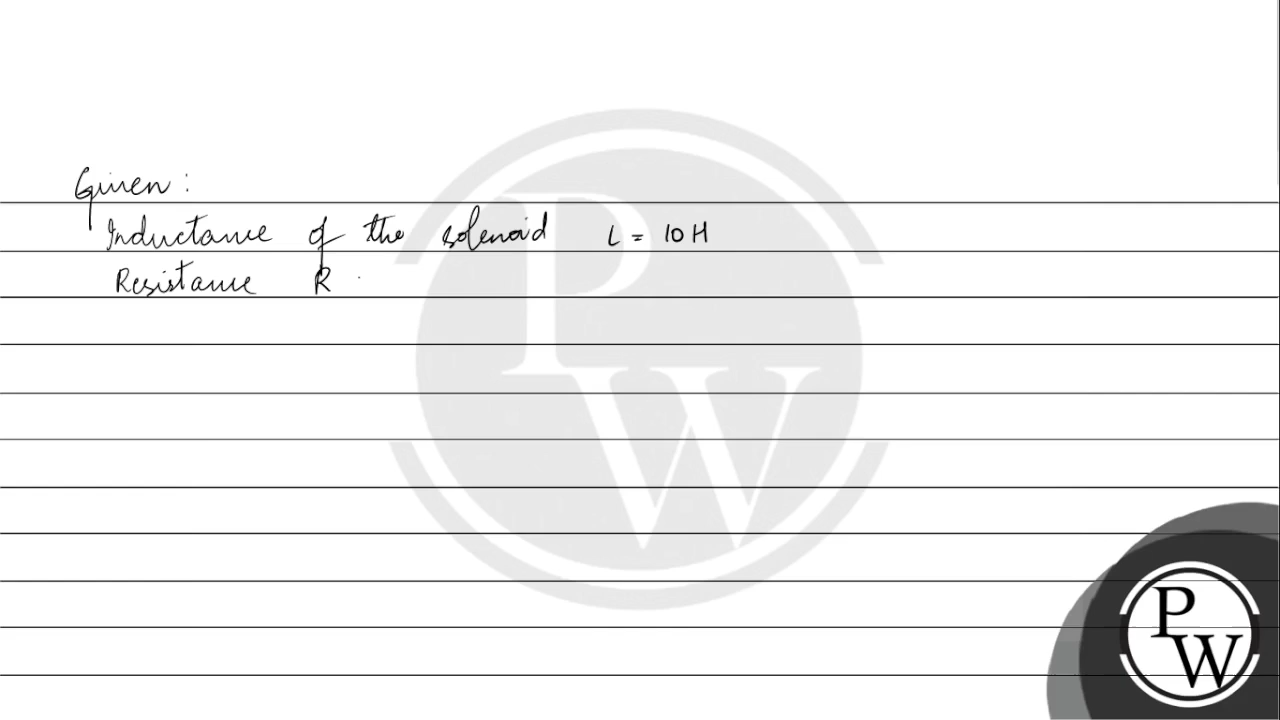 Given :
Inductance of the solenoid L = 10 H
Resistance R
P
W
P
W